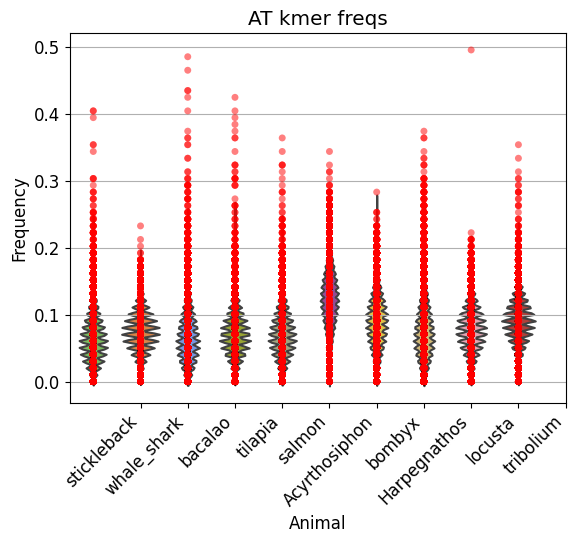 AT kmer freqs
0.5
0.4
0.3
0.2
0.1
0.0
Frequency
stickleback
whale_shark
bacalao
tilapia
salmon
Acyrthosiphon
bombyx
Harpegnathos
locusta
tribolium
Animal